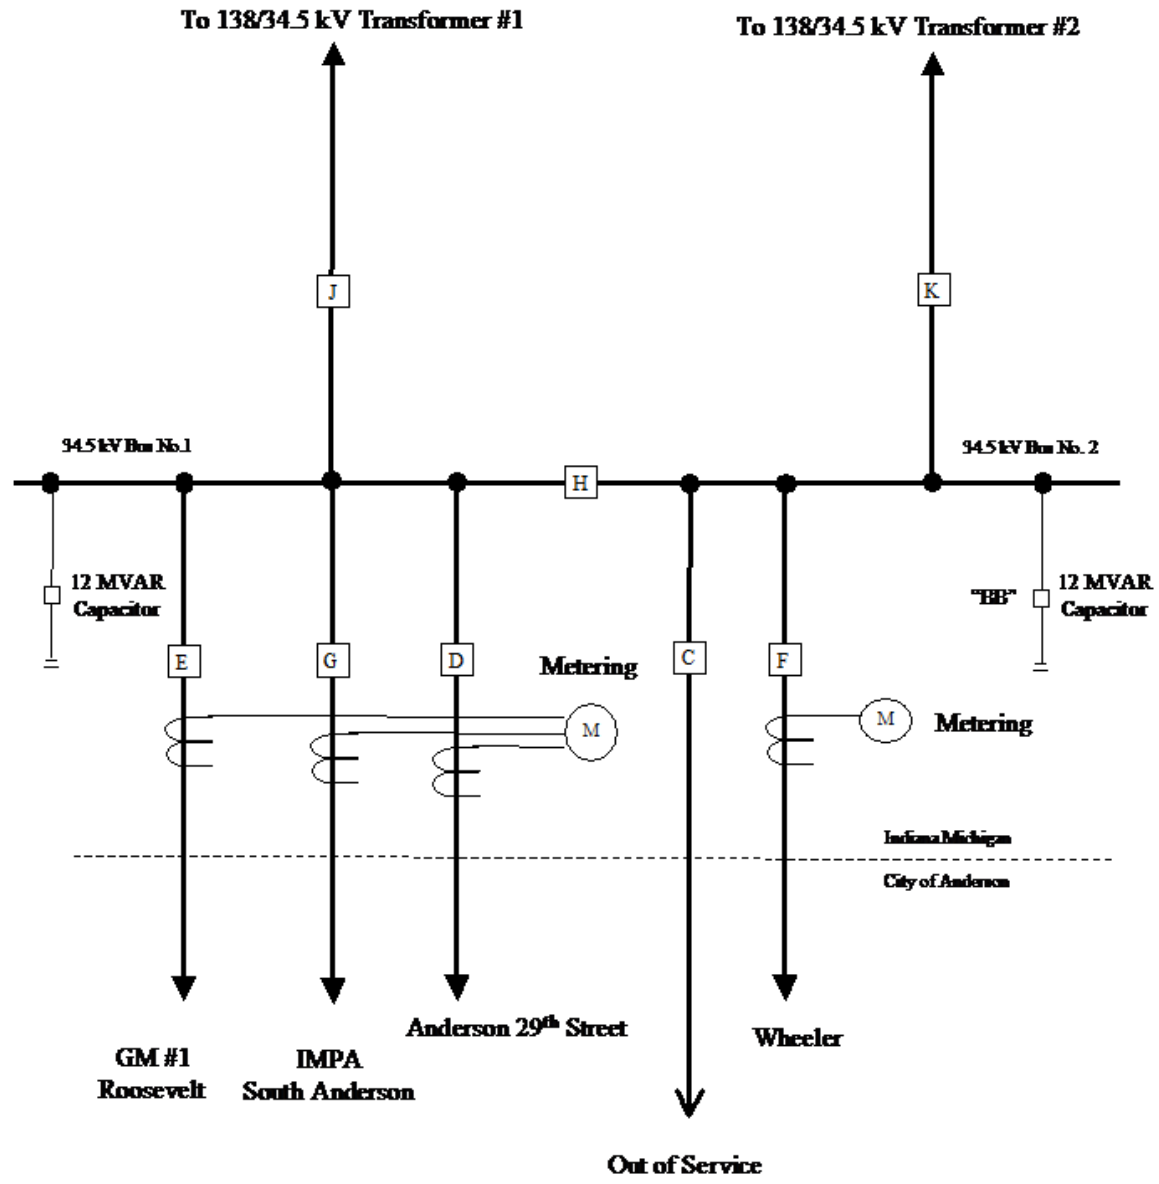 To 138/34.5 kV Transformer #1
To 138/34.5 kV Transformer #2
J
K
34.5 kV Bus No.1
34.5 kV Bus No. 2
H
12 MVAR
Capacitor
"BB"
12 MVAR
Capacitor
E
G
D
C
F
Metering
M
M
Metering
Indiana Michigan
City of Anderson
Anderson 29th Street
Wheeler
GM #1
Roosevelt
IMPA
South Anderson
Out of Service